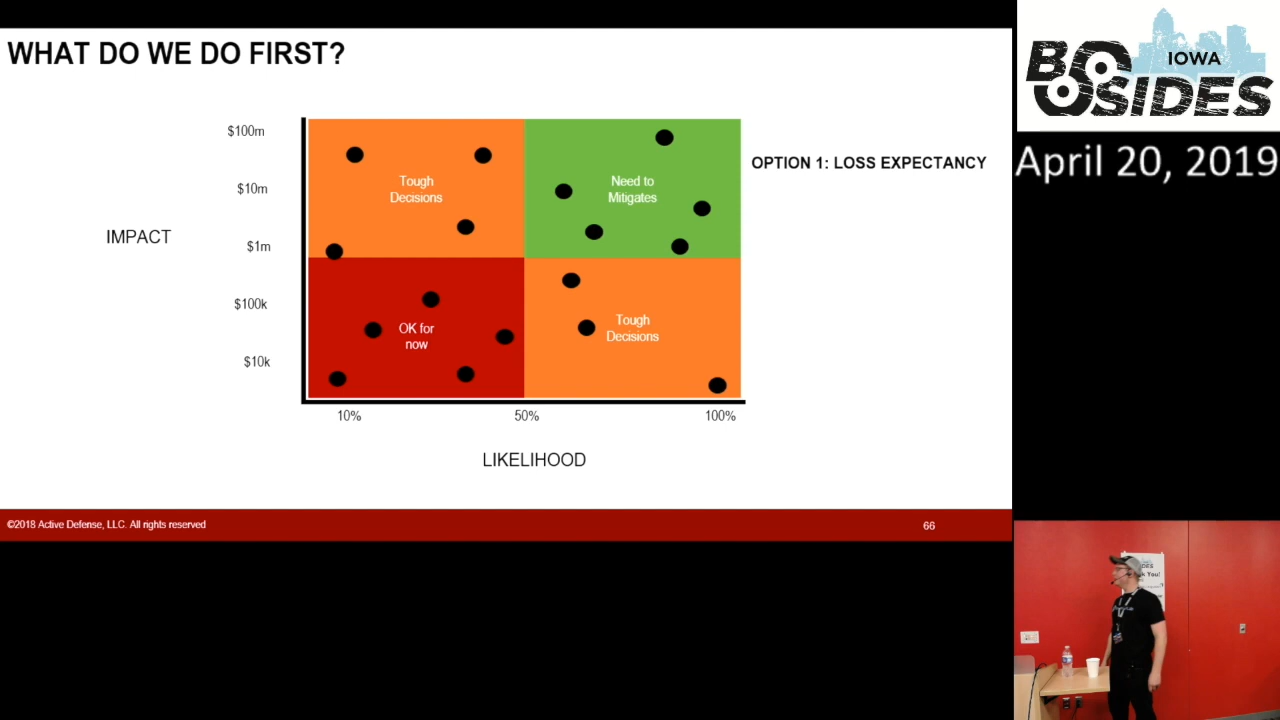 WHAT DO WE DO FIRST?
$100m
$10m
$1m
$100k
$10k
IMPACT
Tough
Decisions
Need to
Mitigates
OK for
now
Tough
Decisions
10%
50%
100%
LIKELIHOOD
OPTION 1: LOSS EXPECTANCY
©2018 Active Defense, LLC. All rights reserved
66
IOWA
BSIDES
April 20, 2019
You!